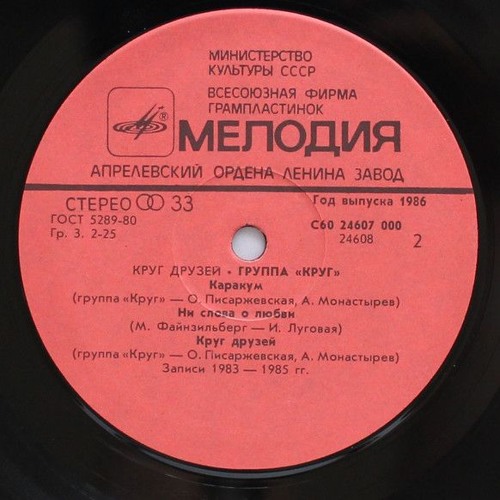 МИНИСТЕРСТВО
КУЛЬТУРЫ СССР
ВСЕСОЮЗНАЯ ФИРМА
ГРАМПЛАСТИНОК
®
МЕЛОДИЯ
АПРЕЛЕВСКИЙ ОРДЕНА ЛЕНИНА ЗАВОД
СТЕРЕО 33
Год выпуска 1986
ГОСТ 5289-80
С60 24607 000
Гр. 3. 2-25
24608 2
КРУГ ДРУЗЕЙ • ГРУППА «КРУГ»
Каракум
(группа «Круг» — О. Писаржевская, А. Монастырев)
Ни слова о любви
(М. Файнзильберг — И. Луговая)
Круг друзей
(группа «Круг» — О. Писаржевская, А. Монастырев)
Записи 1983 — 1985 гг.